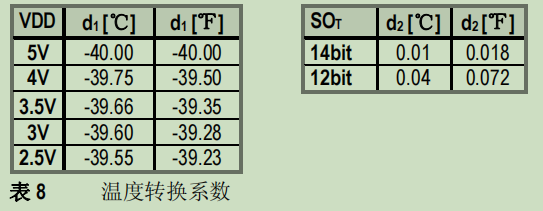 VDD d₁ [℃] d₁ [℉]
5V -40.00 -40.00
4V -39.75 -39.50
3.5V -39.66 -39.35
3V -39.60 -39.28
2.5V -39.55 -39.23
SOT d₂ [℃] d₂ [℉]
14bit 0.01 0.018
12bit 0.04 0.072
表 8 温度转换系数